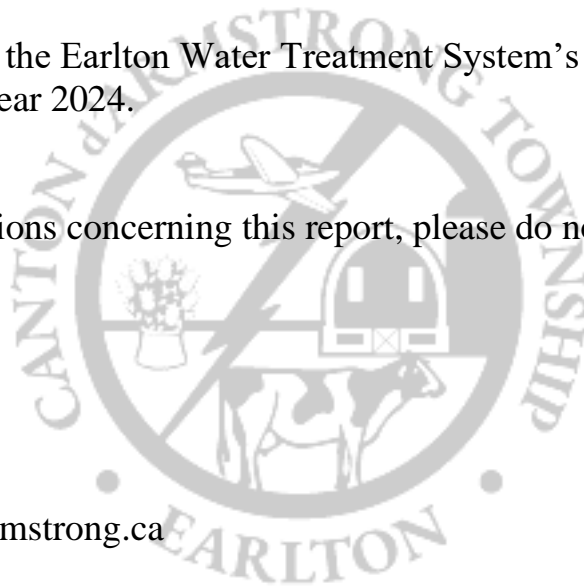 the Earlton Water Treatment System's
ear 2024.
ions concerning this report, please do no
mstrong.ca
CANTON d'ARMSTRONG TOWNSHIP
EARLTON